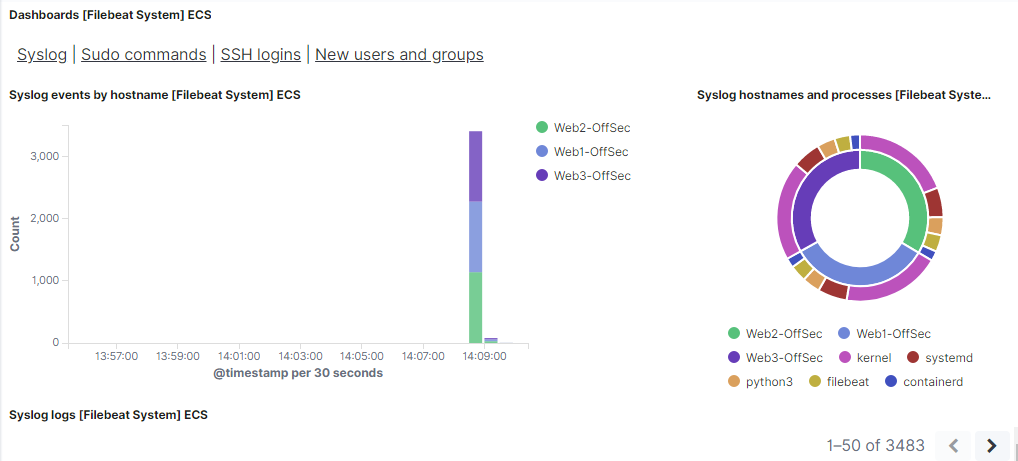 Dashboards [Filebeat System] ECS
Syslog | Sudo commands | SSH logins | New users and groups
Syslog events by hostname [Filebeat System] ECS
3,000
2,000
1,000
0
Count
13:57:00 13:59:00 14:01:00 14:03:00 14:05:00 14:07:00 14:09:00
@timestamp per 30 seconds
Web2-OffSec
Web1-OffSec
Web3-OffSec
Syslog hostnames and processes [Filebeat Syste...
Web2-OffSec Web1-OffSec
Web3-OffSec kernel systemd
python3 filebeat containerd
Syslog logs [Filebeat System] ECS
1–50 of 3483